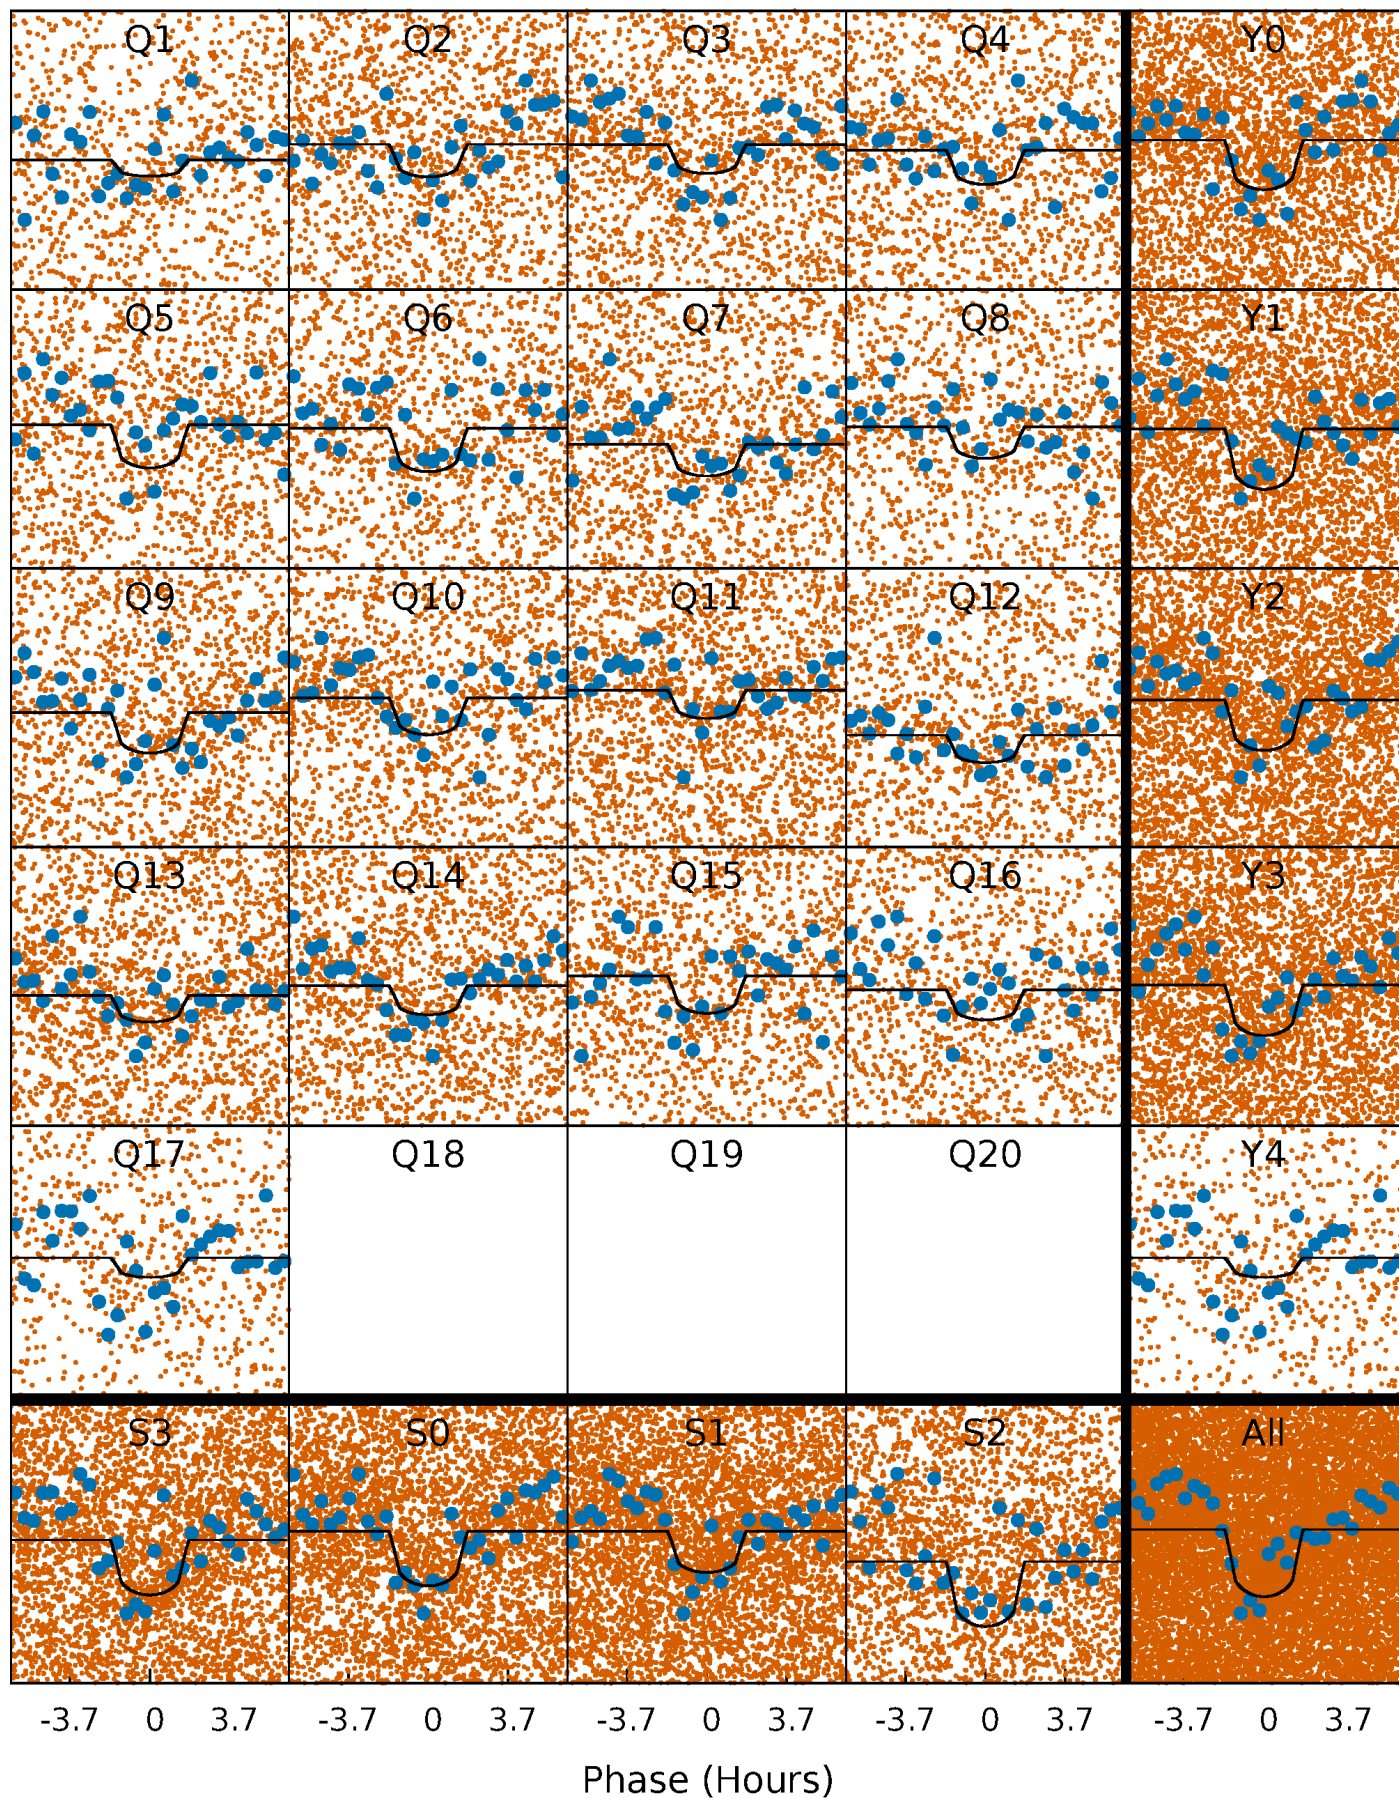 Q1 Q2 Q3 Q4 Y0
Q5 Q6 Q7 Q8 Y1
Q9 Q10 Q11 Q12 Y2
Q13 Q14 Q15 Q16 Y3
Q17 Q18 Q19 Q20 Y4
S3 S0 S1 S2 All
-3.7 0 3.7 -3.7 0 3.7 -3.7 0 3.7 -3.7 0 3.7 -3.7 0 3.7
Phase (Hours)